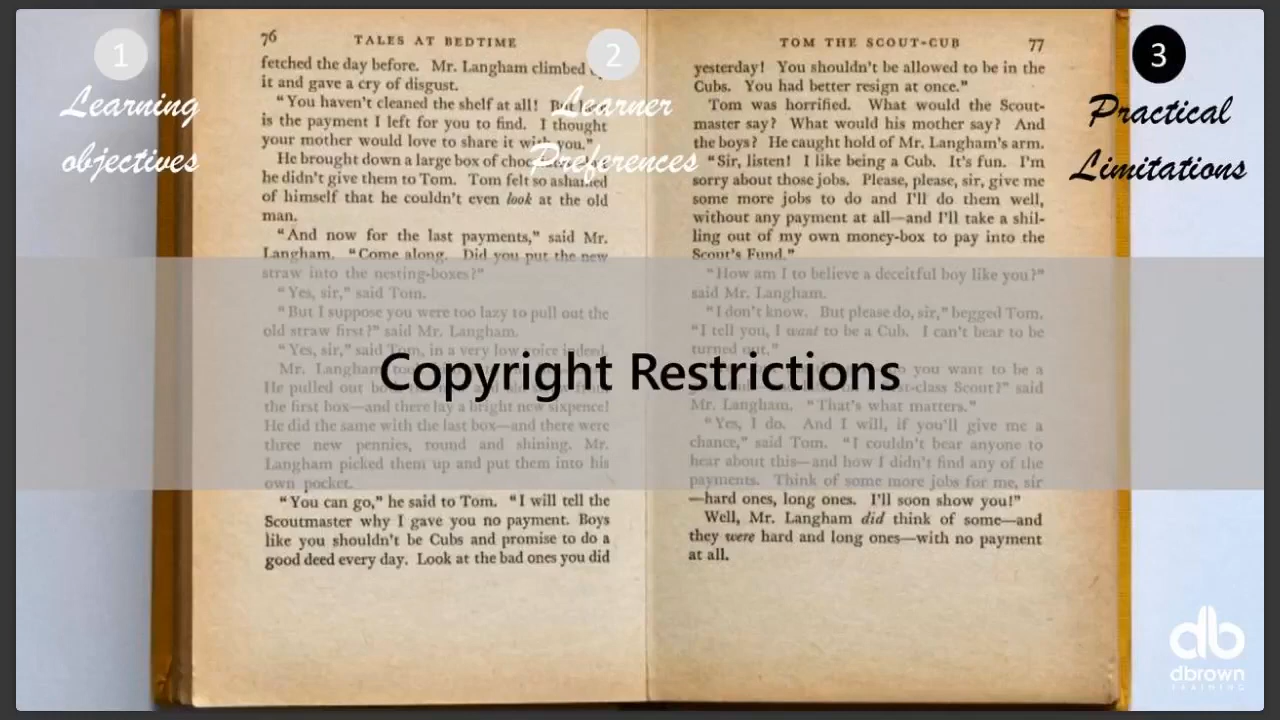 1
Learning
objectives
2
Learner
Preferences
3
Practical
Limitations
76 TALES AT BEDTIME
fetched the day before. Mr. Langham climbed
it and gave a cry of disgust.
“You haven’t cleaned the shelf at all! But
is the payment I left for you to find. I thought
your mother would love to share it with you.”
He brought down a large box of
he didn’t give them to Tom. Tom felt so ashamed
of himself that he couldn’t even look at the old
man.
“And now for the last payments,” said Mr.
Langham. “Come along. Did you put the new
straw into the nesting-boxes?”
“Yes, sir,” said Tom.
“But I suppose you were too lazy to pull out the
old straw first?” said Mr. Langham.
“Yes, sir,” said Tom, in a very low voice indeed.
Mr. Langham
He pulled out
the first box—and there lay a bright new sixpence!
He did the same with the last box—and there were
three new pennies, round and shining. Mr.
Langham picked them up and put them into his
own pocket.
“You can go,” he said to Tom. “I will tell the
Scoutmaster why I gave you no payment. Boys
like you shouldn’t be Cubs and promise to do a
good deed every day. Look at the bad ones you did
TOM THE SCOUT-CUB 77
yesterday! You shouldn’t be allowed to be in the
Cubs. You had better resign at once.”
Tom was horrified. What would the Scout-
master say? What would his mother say? And
the boys? He caught hold of Mr. Langham’s arm.
“Sir, listen! I like being a Cub. It’s fun. I’m
sorry about those jobs. Please, please, sir, give me
some more jobs to do and I’ll do them well,
without any payment at all—and I’ll take a shil-
ling out of my own money-box to pay into the
Scout’s Fund.”
“How am I to believe a deceitful boy like you?”
said Mr. Langham.
“I don’t know. But please do, sir,” begged Tom.
“I tell you, I want to be a Cub. I can’t bear to be
turned out.”
you want to be a
Scout?” said
Mr. Langham. “That’s what matters.”
“Yes, I do. And I will, if you’ll give me a
chance,” said Tom. “I couldn’t bear anyone to
hear about this—and how I didn’t find any of the
payments. Think of some more jobs for me, sir
—hard ones, long ones. I’ll soon show you!”
Well, Mr. Langham did think of some—and
they were hard and long ones—with no payment
at all.
Copyright Restrictions
db
dbrown
TRAINING